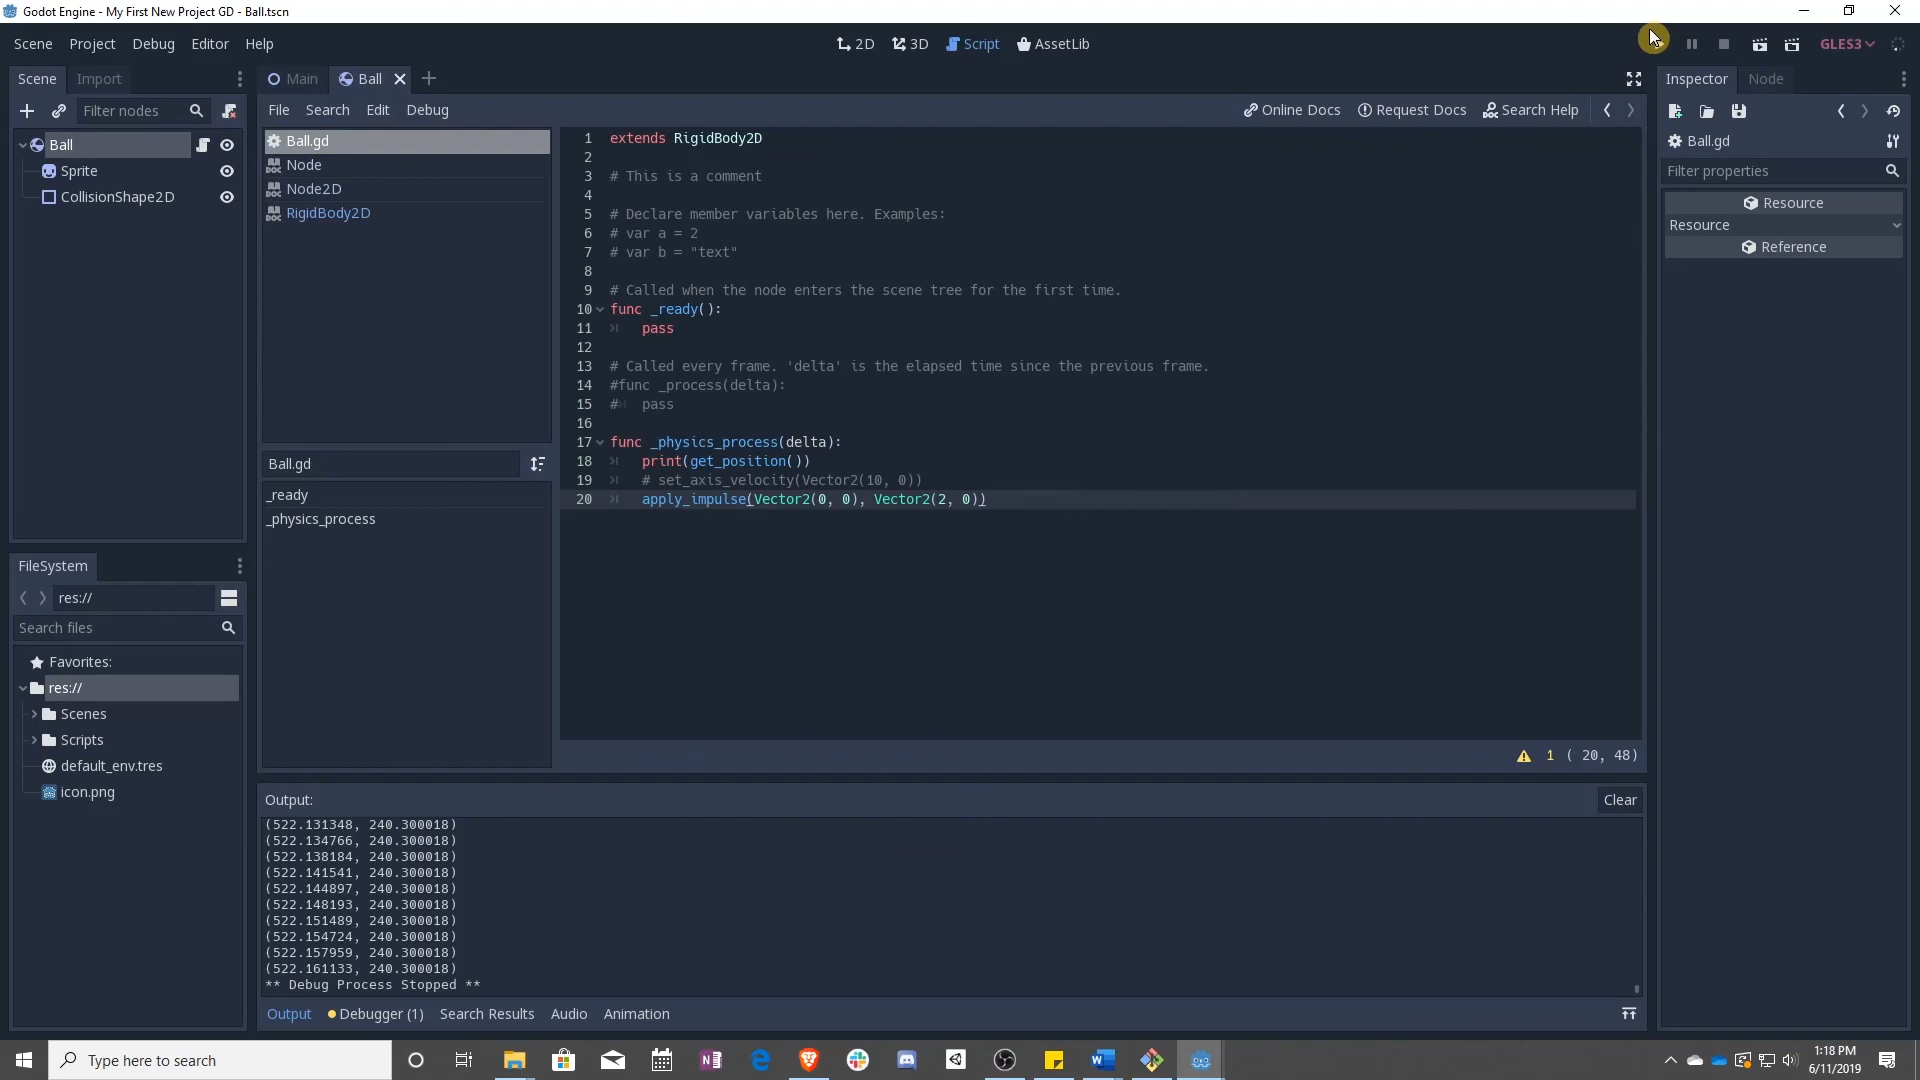 Godot Engine - My First New Project GD - Ball.tscn
Scene Project Debug Editor Help
2D 3D Script AssetLib
GLES3
Scene Import
Main Ball
Inspector Node
Filter nodes
File Search Edit Debug
Online Docs Request Docs Search Help
Ball
Sprite
CollisionShape2D
Ball.gd
Node
Node2D
RigidBody2D
Ball.gd
_ready
_physics_process
1 extends RigidBody2D
2
3 # This is a comment
4
5 # Declare member variables here. Examples:
6 # var a = 2
7 # var b = "text"
8
9 # Called when the node enters the scene tree for the first time.
10 func _ready():
11 pass
12
13 # Called every frame. 'delta' is the elapsed time since the previous frame.
14 #func _process(delta):
15 # pass
16
17 func _physics_process(delta):
18 print(get_position())
19 # set_axis_velocity(Vector2(10, 0))
20 apply_impulse(Vector2(0, 0), Vector2(2, 0))
1 ( 20, 48)
Ball.gd
Filter properties
Resource
Resource
Reference
FileSystem
res://
Search files
Favorites:
res://
Scenes
Scripts
default_env.tres
icon.png
Output:
Clear
(522.131348, 240.300018)
(522.134766, 240.300018)
(522.138184, 240.300018)
(522.141541, 240.300018)
(522.144897, 240.300018)
(522.148193, 240.300018)
(522.151489, 240.300018)
(522.154724, 240.300018)
(522.157959, 240.300018)
(522.161133, 240.300018)
** Debug Process Stopped **
Output Debugger (1) Search Results Audio Animation
Type here to search
1:18 PM
6/11/2019